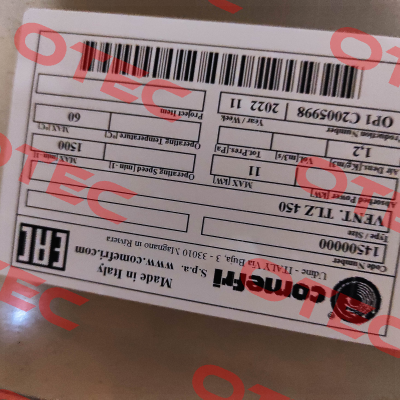 comefri S.p.a. www.comefri.com Made in Italy
Udine - ITALY Via Buja, 3 - 33010 Magnano in Riviera
EAC
Code Number
14500000
Type / Size
VENT. TLZ 450
Absorbed Power [kW] Operating Speed [min-1]
11 MAX [kW] 1500 MAX [min-1]
Air Dens.[Kg/m3] Vol [m3/s] Tot.Pres.[Pa] Operating Temperature [°C]
1.2 60 MAX [°C]
Production Number Year / Week Project Item
OPI C2005998 2022 11
OTEC